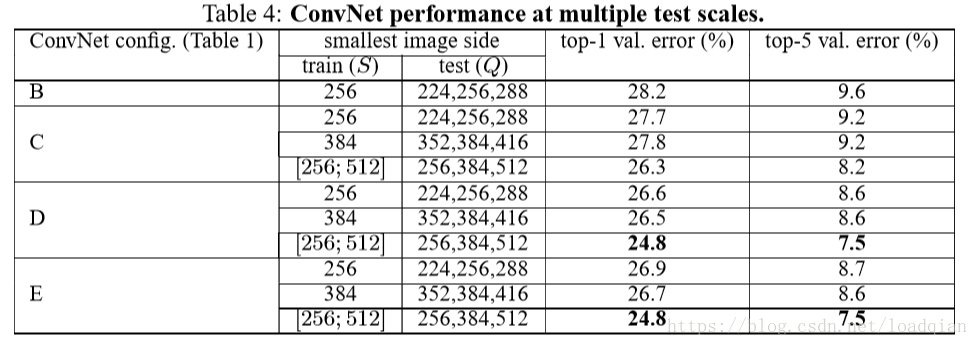 Table 4: ConvNet performance at multiple test scales.
ConvNet config. (Table 1) smallest image side top-1 val. error (%) top-5 val. error (%)
train (S) test (Q)
B 256 224,256,288 28.2 9.6
256 224,256,288 27.7 9.2
C 384 352,384,416 27.8 9.2
[256; 512] 256,384,512 26.3 8.2
256 224,256,288 26.6 8.6
D 384 352,384,416 26.5 8.6
[256; 512] 256,384,512 24.8 7.5
256 224,256,288 26.9 8.7
E 384 352,384,416 26.7 8.6
[256; 512] 256,384,512 24.8 7.5
https://blog.csdn.net/loadqian